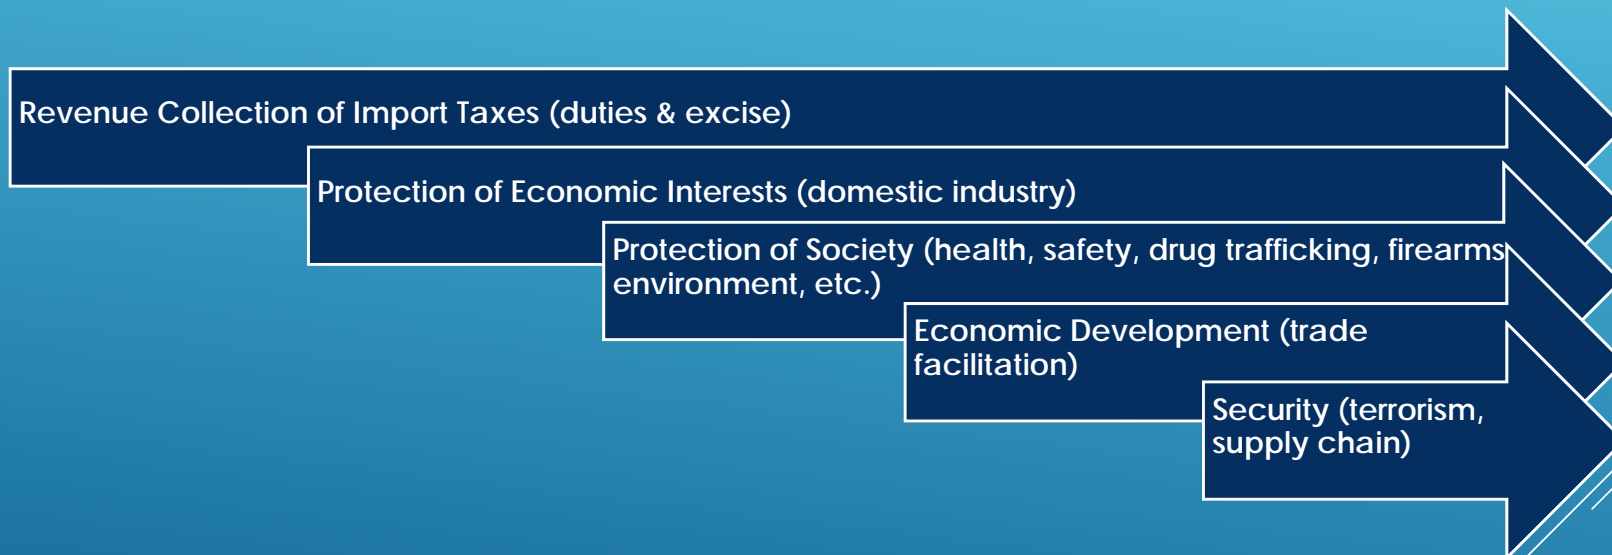 Revenue Collection of Import Taxes (duties & excise)
Protection of Economic Interests (domestic industry)
Protection of Society (health, safety, drug trafficking, firearms
environment, etc.)
Economic Development (trade
facilitation)
Security (terrorism,
supply chain)